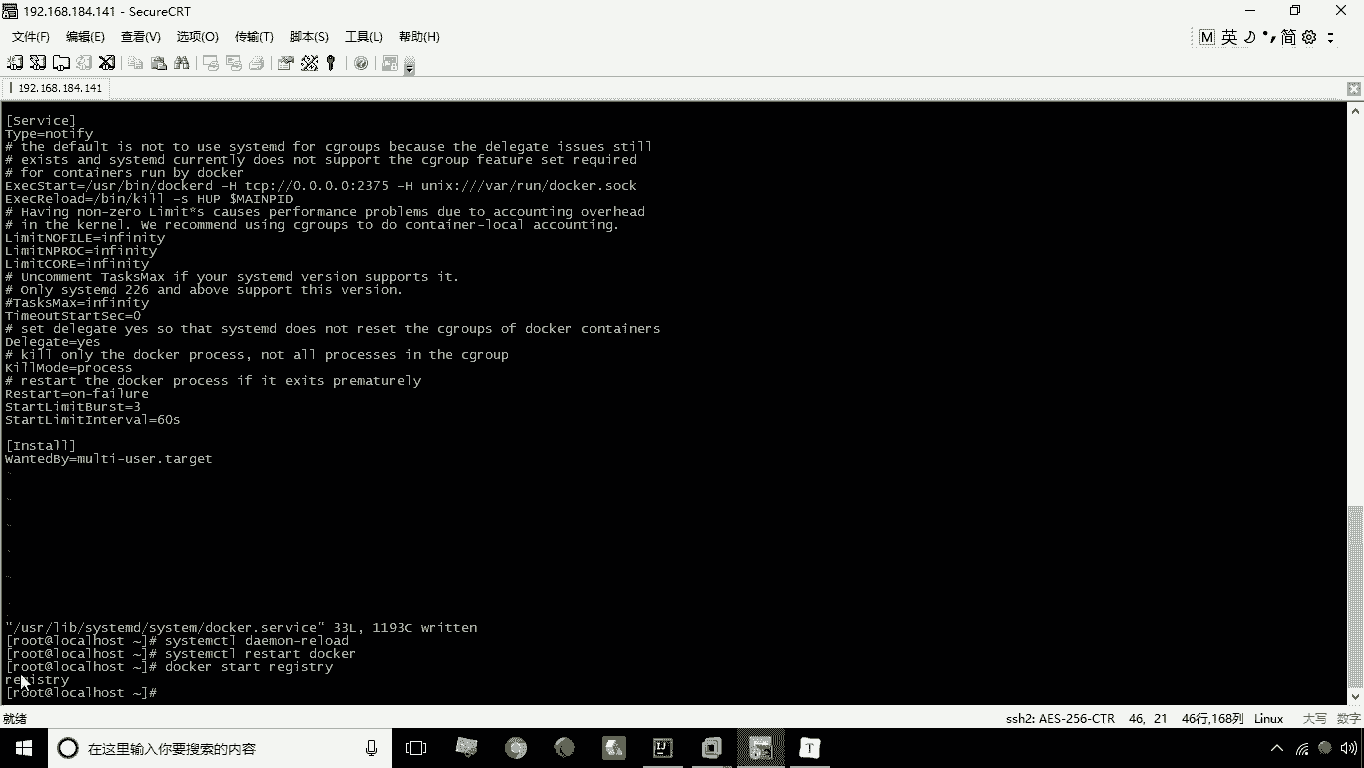 192.168.184.141 - SecureCRT
文件(F) 编辑(E) 查看(V) 选项(O) 传输(T) 脚本(S) 工具(L) 帮助(H)
M 英 简
192.168.184.141
[Service]
Type=notify
# the default is not to use systemd for cgroups because the delegate issues still
# exists and systemd currently does not support the cgroup feature set required
# for containers run by docker
ExecStart=/usr/bin/dockerd -H tcp://0.0.0.0:2375 -H unix:///var/run/docker.sock
ExecReload=/bin/kill -s HUP $MAINPID
# Having non-zero Limit*s causes performance problems due to accounting overhead
# in the kernel. We recommend using cgroups to do container-local accounting.
LimitNOFILE=infinity
LimitNPROC=infinity
LimitCORE=infinity
# Uncomment TasksMax if your systemd version supports it.
# Only systemd 226 and above support this version.
#TasksMax=infinity
TimeoutStartSec=0
# set delegate yes so that systemd does not reset the cgroups of docker containers
Delegate=yes
# kill only the docker process, not all processes in the cgroup
KillMode=process
# restart the docker process if it exits prematurely
Restart=on-failure
StartLimitBurst=3
StartLimitInterval=60s
[Install]
WantedBy=multi-user.target
~
~
~
~
~
~
"/usr/lib/systemd/system/docker.service" 33L, 1193C written
[root@localhost ~]# systemctl daemon-reload
[root@localhost ~]# systemctl restart docker
[root@localhost ~]# docker start registry
registry
[root@localhost ~]#
就绪 ssh2: AES-256-CTR 46, 21 46行,168列 Linux 大写 数字
在这里输入你要搜索的内容